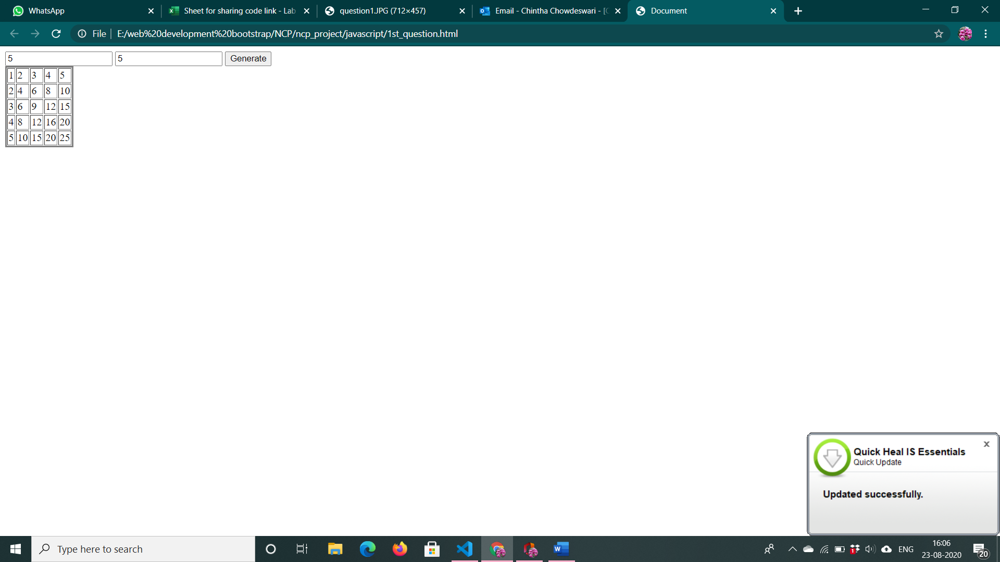 WhatsApp
Sheet for sharing code link - Lab
question1.JPG (712×457)
Email - Chintha Chowdeswari - [
Document
File
E:/web%20development%20bootstrap/NCP/ncp_project/javascript/1st_question.html
5 5 Generate
1 2 3 4 5
2 4 6 8 10
3 6 9 12 15
4 8 12 16 20
5 10 15 20 25
Quick Heal IS Essentials
Quick Update
Updated successfully.
Type here to search
1
ENG
16:06
23-08-2020
20